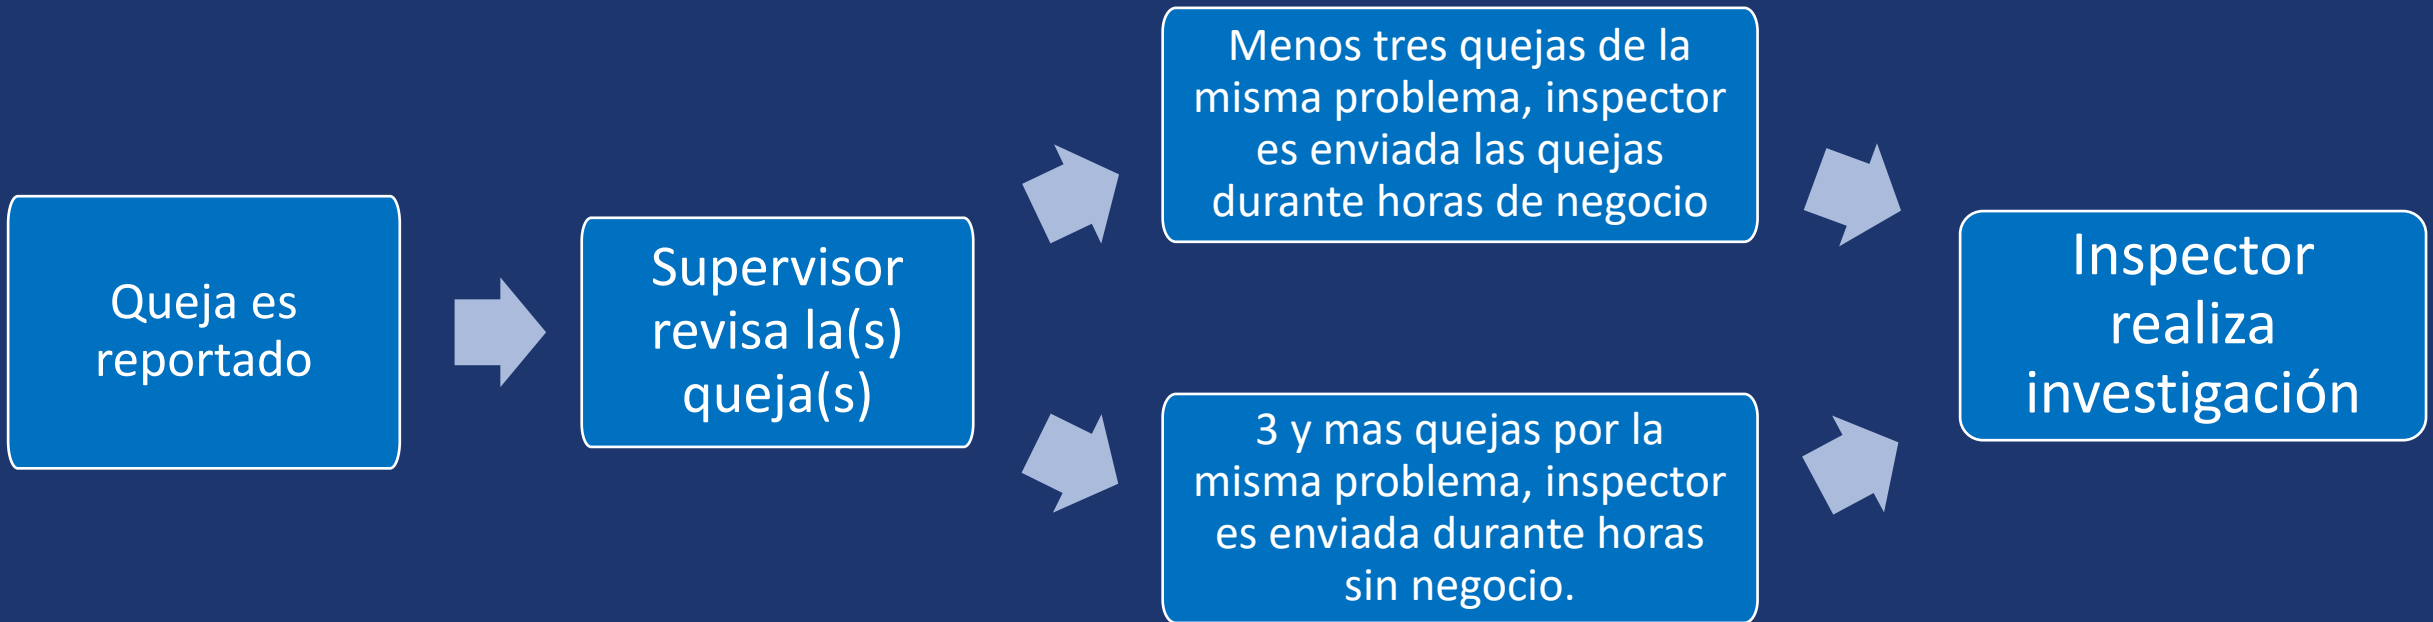 Queja es
reportado
Supervisor
revisa la(s)
queja(s)
Menos tres quejas de la
misma problema, inspector
es enviada las quejas
durante horas de negocio
3 y mas quejas por la
misma problema, inspector
es enviada durante horas
sin negocio.
Inspector
realiza
investigación